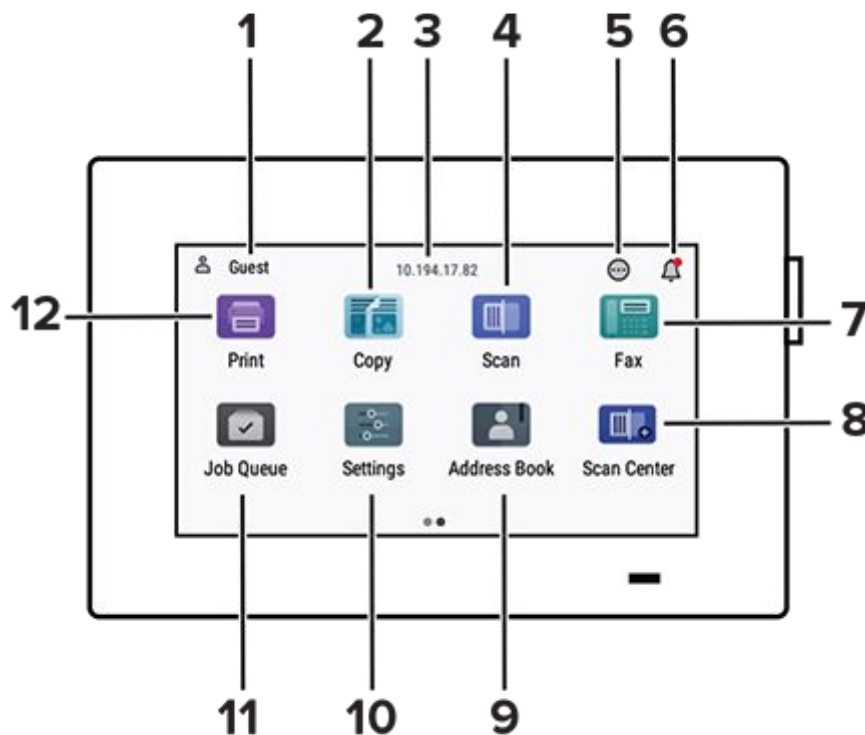 1 2 3 4 5 6
Guest 10.194.17.82
12 7
Print Copy Scan Fax
8
Job Queue Settings Address Book Scan Center
11 10 9